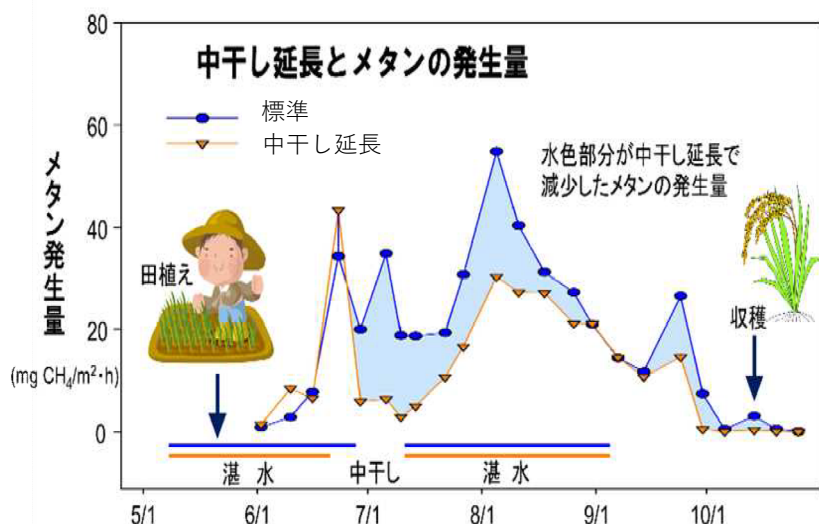 中干し延長とメタンの発生量
標準
中干し延長
水色部分が中干し延長で
減少したメタンの発生量
メタン発生量
(mg CH₄/m²・h)
80
60
40
20
0
田植え
収穫
湛水
中干し
湛水
5/1
6/1
7/1
8/1
9/1
10/1